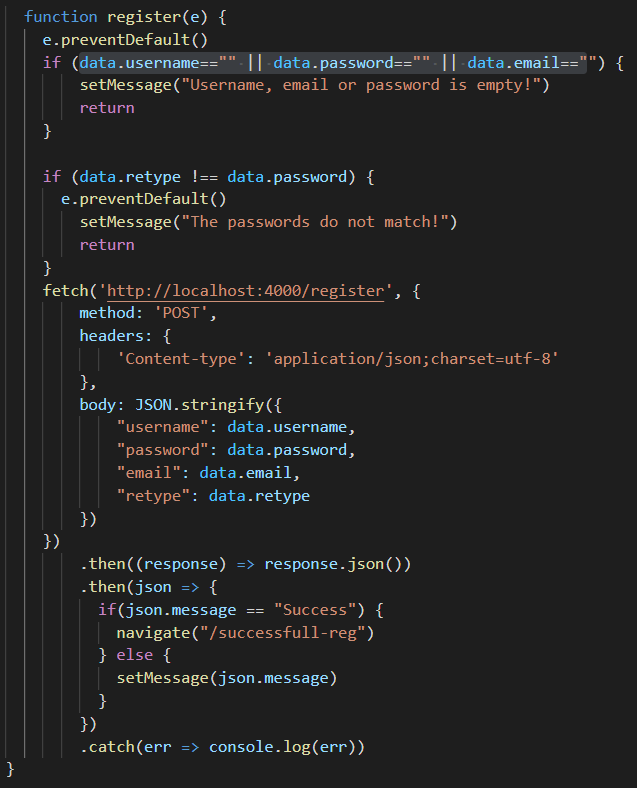 function register(e) {
e.preventDefault()
if (data.username=="" || data.password=="" || data.email=="") {
setMessage("Username, email or password is empty!")
return
}
if (data.retype !== data.password) {
e.preventDefault()
setMessage("The passwords do not match!")
return
}
fetch('http://localhost:4000/register', {
method: 'POST',
headers: {
'Content-type': 'application/json;charset=utf-8'
},
body: JSON.stringify({
"username": data.username,
"password": data.password,
"email": data.email,
"retype": data.retype
})
})
.then((response) => response.json())
.then(json => {
if(json.message == "Success") {
navigate("/successfull-reg")
} else {
setMessage(json.message)
}
})
.catch(err => console.log(err))
}